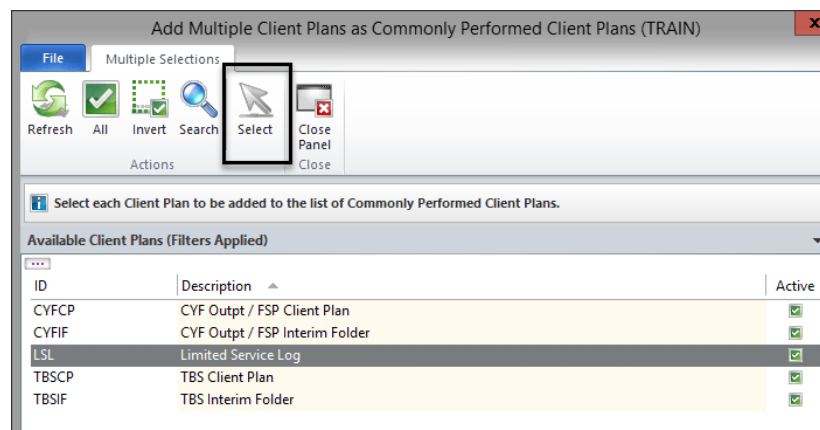 Add Multiple Client Plans as Commonly Performed Client Plans (TRAIN)
x
File Multiple Selections
Refresh All Invert Search Select Close Panel
Actions Close
Select each Client Plan to be added to the list of Commonly Performed Client Plans.
Available Client Plans (Filters Applied)
ID Description Active
CYFCP CYF Outpt / FSP Client Plan
CYFIF CYF Outpt / FSP Interim Folder
LSL Limited Service Log
TBSCP TBS Client Plan
TBSIF TBS Interim Folder